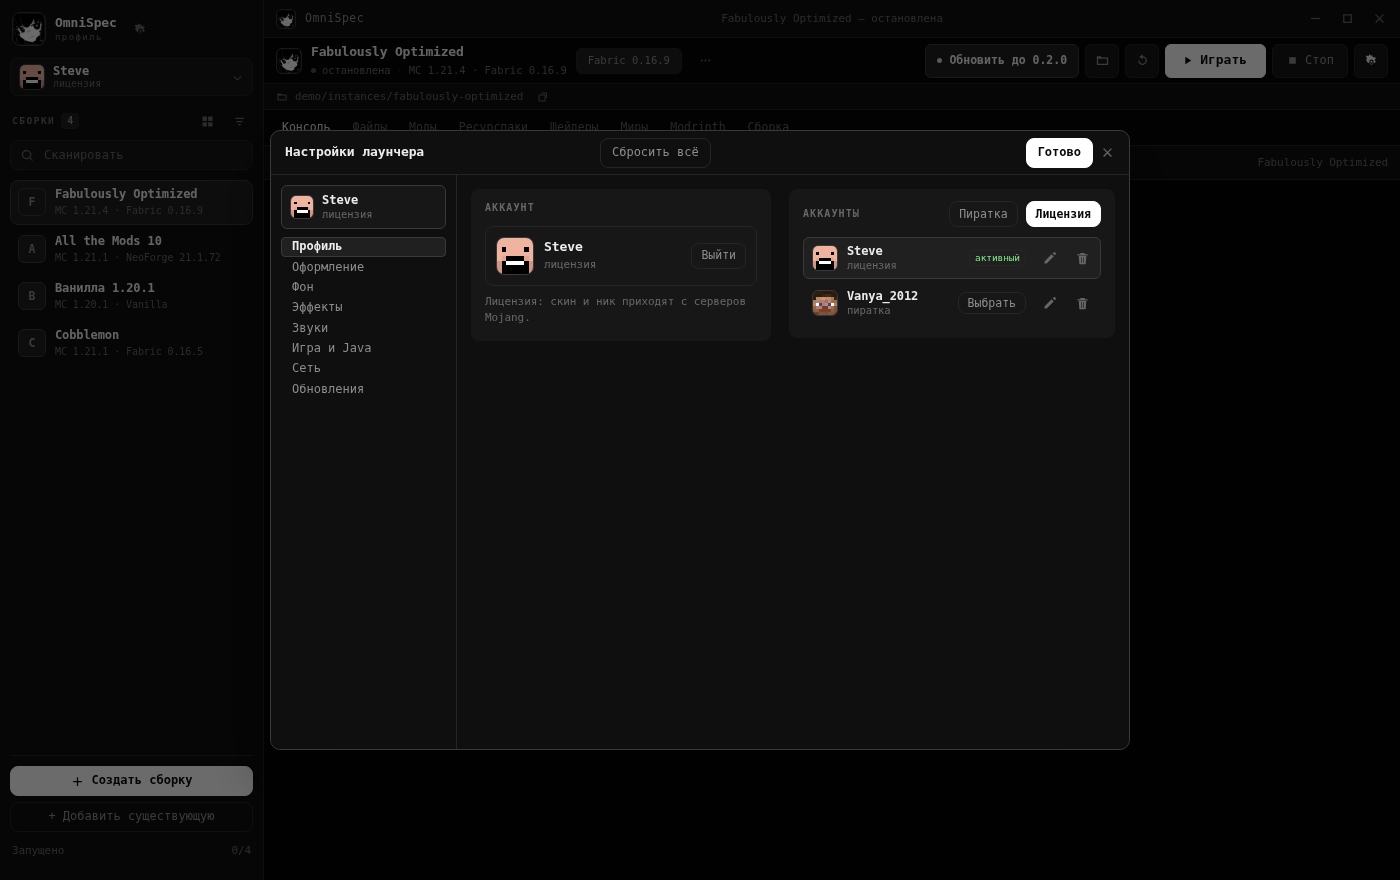 OmniSpec
профиль
Steve
лицензия
СБОРКИ 4
Сканировать
F Fabulously Optimized
MC 1.21.4 · Fabric 0.16.9
A All the Mods 10
MC 1.21.1 · NeoForge 21.1.72
В Ванилла 1.20.1
MC 1.20.1 · Vanilla
C Cobblemon
MC 1.21.1 · Fabric 0.16.5
+ Создать сборку
+ Добавить существующую
Запущено 0/4
OmniSpec
Fabulously Optimized — остановлена
Fabulously Optimized
остановлена · MC 1.21.4 · Fabric 0.16.9
Fabric 0.16.9
Обновить до 0.2.0
Играть
Стоп
demo/instances/fabulously-optimized
Консоль Файлы Моды Ресурспаки Шейдеры Миры Modrinth Сборка
Fabulously Optimized
Настройки лаунчера
Сбросить всё
Готово
Steve
лицензия
Профиль
Оформление
Фон
Эффекты
Звуки
Игра и Java
Сеть
Обновления
АККАУНТ
Steve
лицензия
Выйти
Лицензия: скин и ник приходят с серверов
Mojang.
АККАУНТЫ
Пиратка
Лицензия
Steve
лицензия
активный
Vanya_2012
пиратка
Выбрать